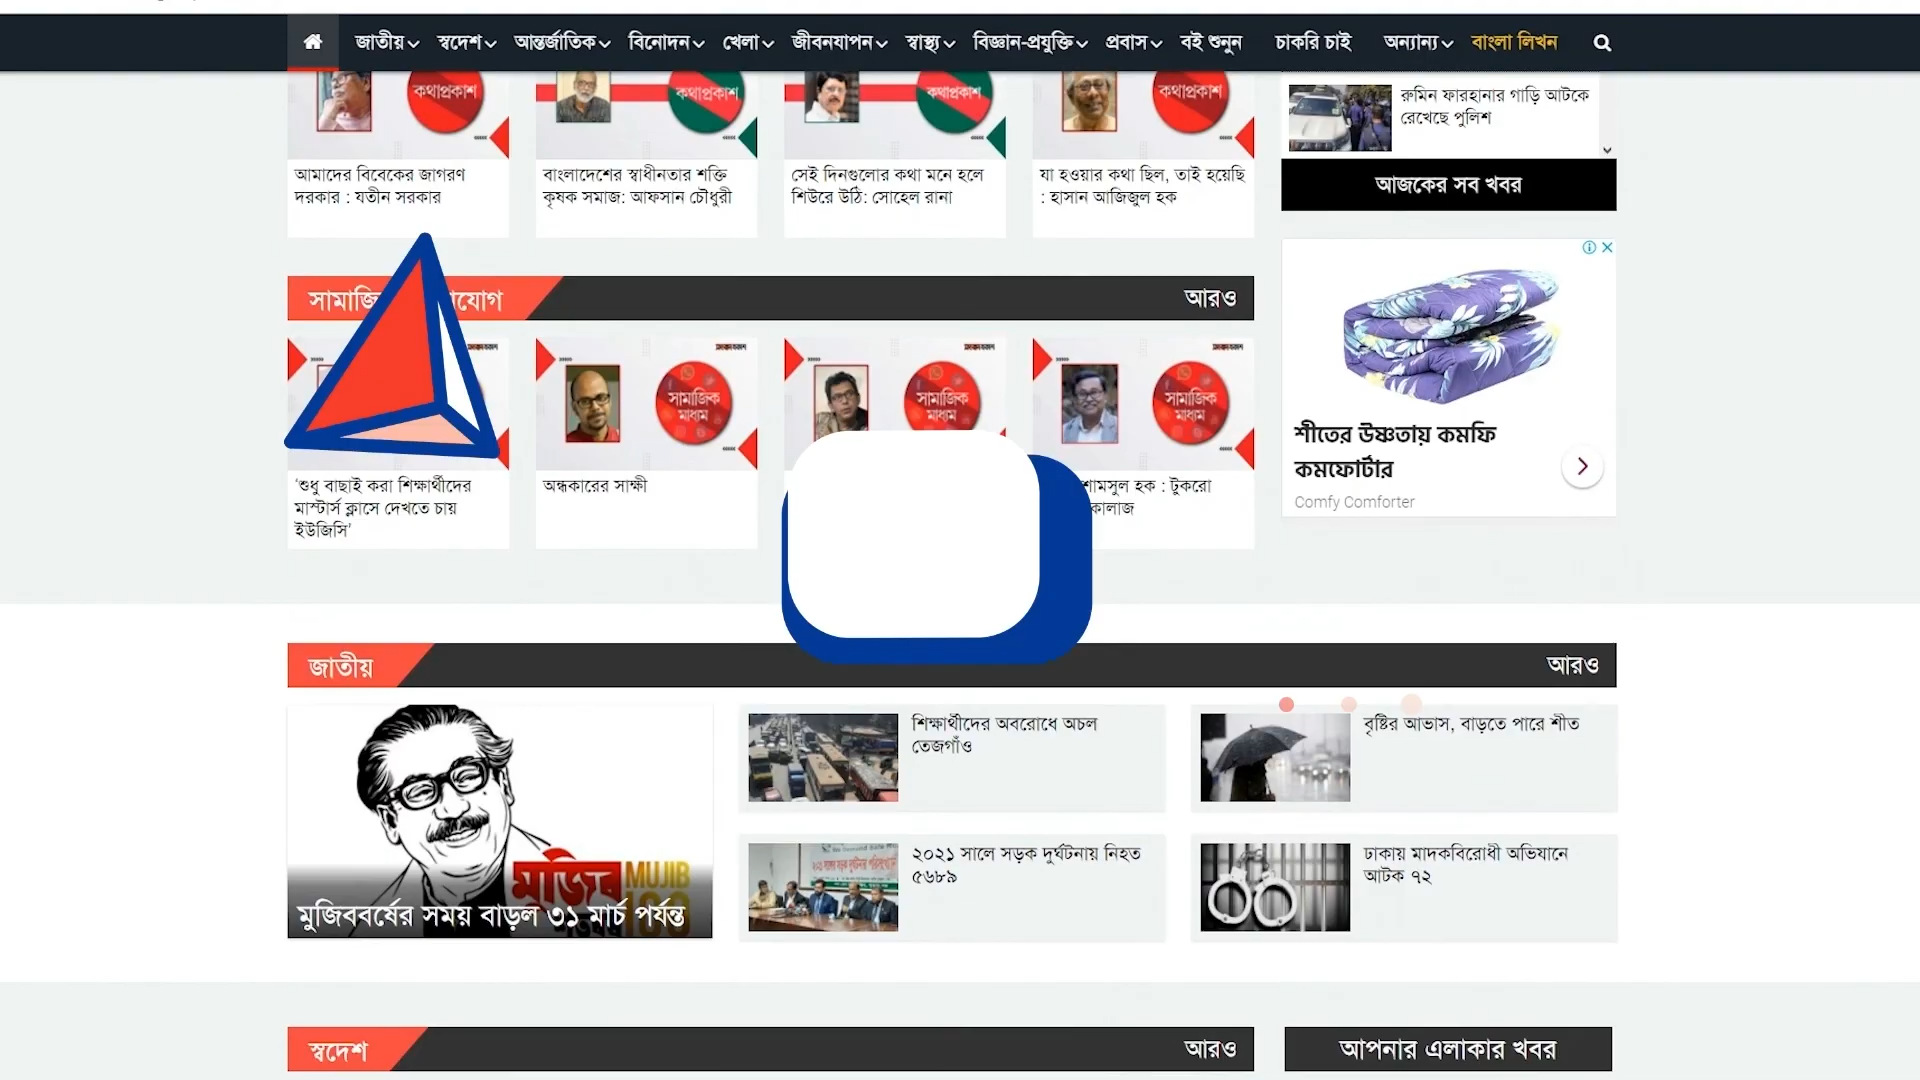 জাতীয় স্বদেশ আন্তর্জাতিক বিনোদন খেলা জীবনযাপন স্বাস্থ্য বিজ্ঞান-প্রযুক্তি প্রবাস বই শুনুন চাকরি চাই অন্যান্য বাংলা লিখন
কথাপ্রকাশ কথাপ্রকাশ কথাপ্রকাশ কথাপ্রকাশ
আমাদের বিবেকের জাগরণ
দরকার : যতীন সরকার
বাংলাদেশের স্বাধীনতার শক্তি
কৃষক সমাজ: আফসান চৌধুরী
সেই দিনগুলোর কথা মনে হলে
শিউরে উঠি: সোহেল রানা
যা হওয়ার কথা ছিল, তাই হয়েছি
: হাসান আজিজুল হক
রুমিন ফারহানার গাড়ি আটকে
রেখেছে পুলিশ
আজকের সব খবর
আরও
সামাজিক
মাধ্যম
সামাজিক
মাধ্যম
সামাজিক
মাধ্যম
‘শুধু বাছাই করা শিক্ষার্থীদের
মাস্টার্স ক্লাসে দেখতে চায়
ইউজিসি’
অন্ধকারের সাক্ষী
শামসুল হক : টুকরো
কোলাজ
শীতের উষ্ণতায় কমফি
কমফোর্টার
Comfy Comforter
জাতীয় আরও
মুজিব MUJIB
100
মুজিববর্ষের সময় বাড়ল ৩১ মার্চ পর্যন্ত
শিক্ষার্থীদের অবরোধে অচল
তেজগাঁও
বৃষ্টির আভাস, বাড়তে পারে শীত
২০২১ সালে সড়ক দুর্ঘটনায় নিহত
৫৬৮৯
ঢাকায় মাদকবিরোধী অভিযানে
আটক ৭২
স্বদেশ আরও
আপনার এলাকার খবর